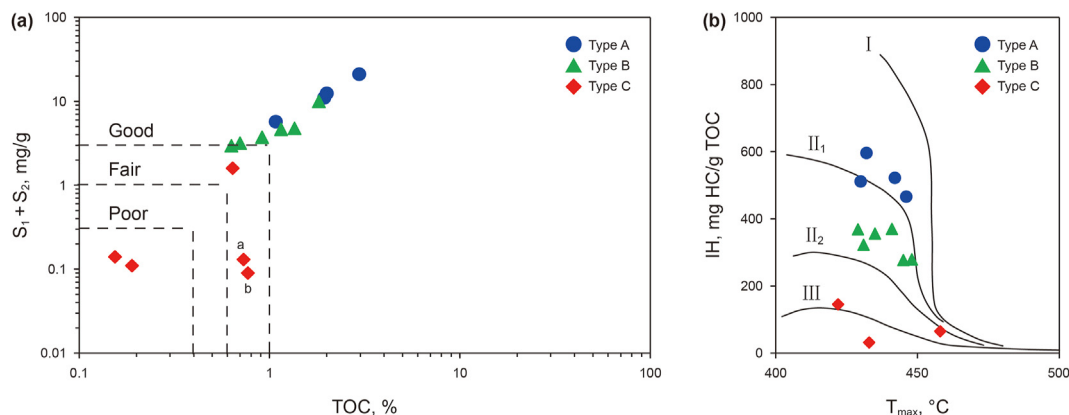 (a)
100
10
1
0.1
0.01
S₁ + S₂, mg/g
Good
Fair
Poor
a
b
Type A
Type B
Type C
0.1
1
10
100
TOC, %
(b)
1000
800
600
400
200
0
IH, mg HC/g TOC
I
II₁
II₂
III
Type A
Type B
Type C
400
450
500
Tmax, °C